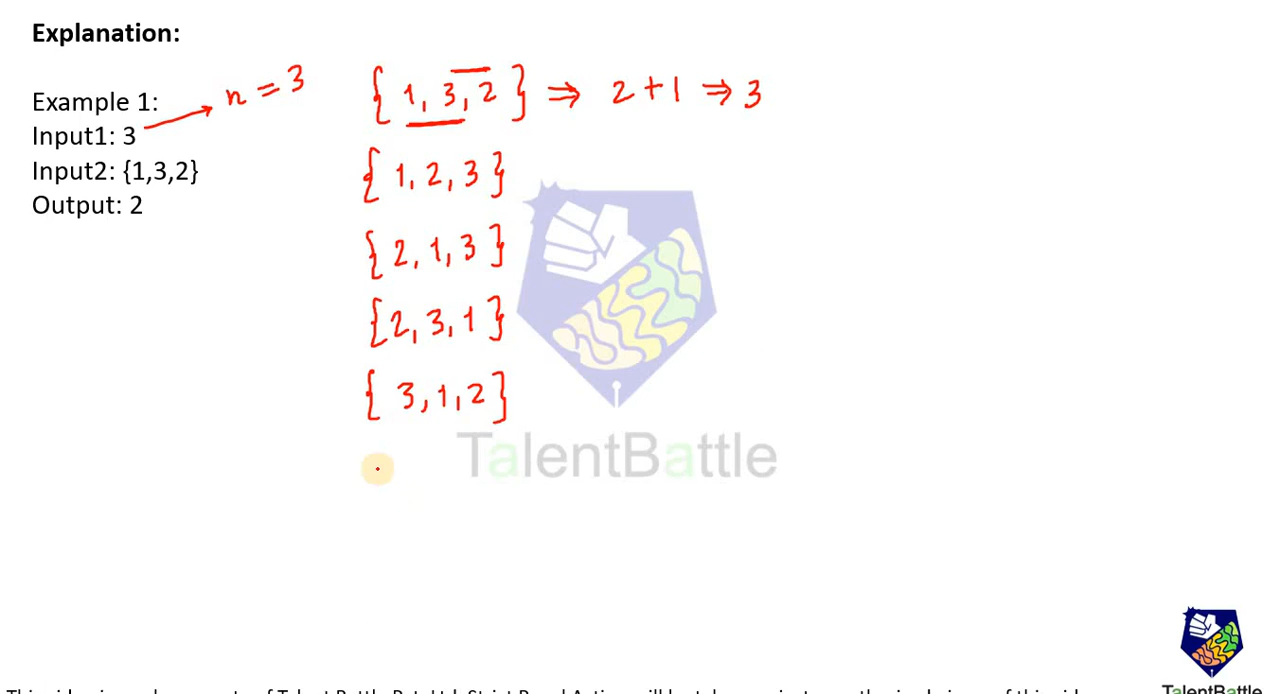 Explanation:
n = 3
{ 1, 3, 2 } ⇒ 2 + 1 ⇒ 3
Example 1:
Input1: 3
{ 1, 2, 3 }
Input2: {1,3,2}
Output: 2
{ 2, 1, 3 }
{ 2, 3, 1 }
{ 3, 1, 2 }
TalentBattle
TalentBattle